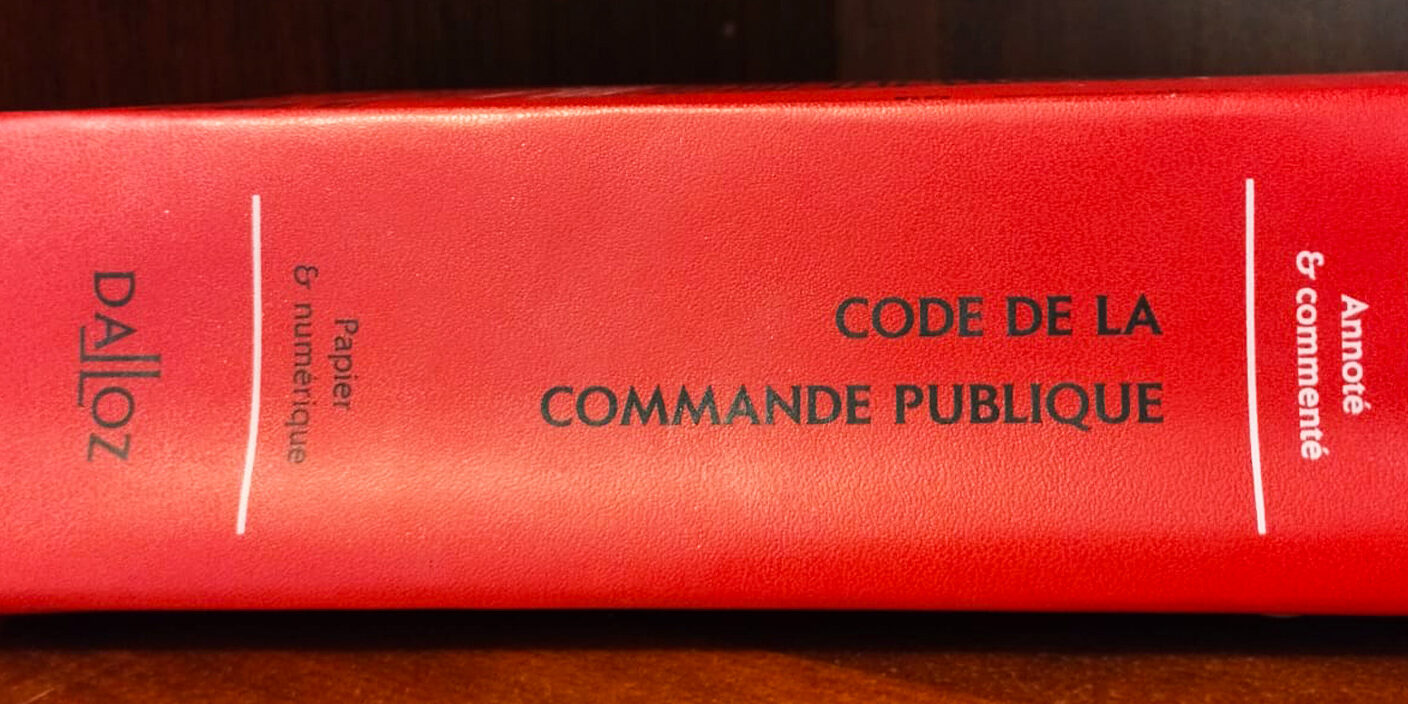 CODE DE LA
COMMANDE PUBLIQUE
Annoté
& commenté
Papier
& numérique
DALLOZ